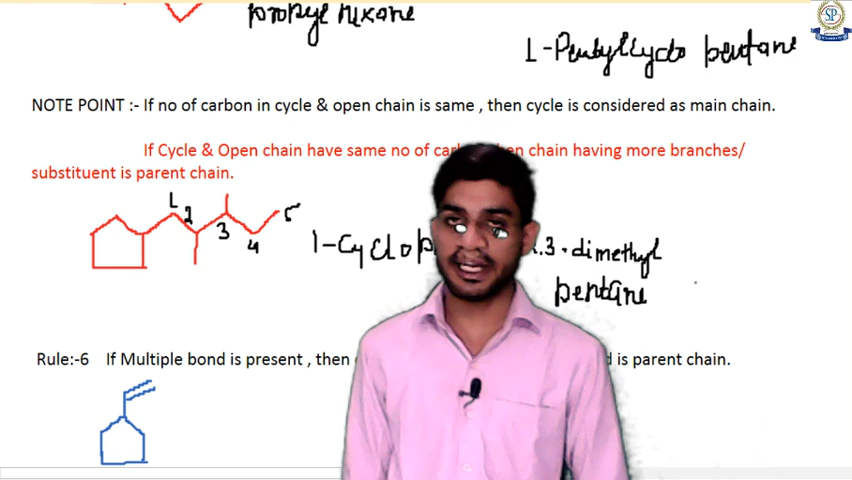 SP
propyl hexane
1-Pentylcyclo pentane
NOTE POINT :- If no of carbon in cycle & open chain is same , then cycle is considered as main chain.
If Cycle & Open chain have same no of car hen chain having more branches/
substituent is parent chain.
1 2 3 4 5
1-Cyclop .3 dimethyl
pentane
Rule:-6 If Multiple bond is present , then d is parent chain.